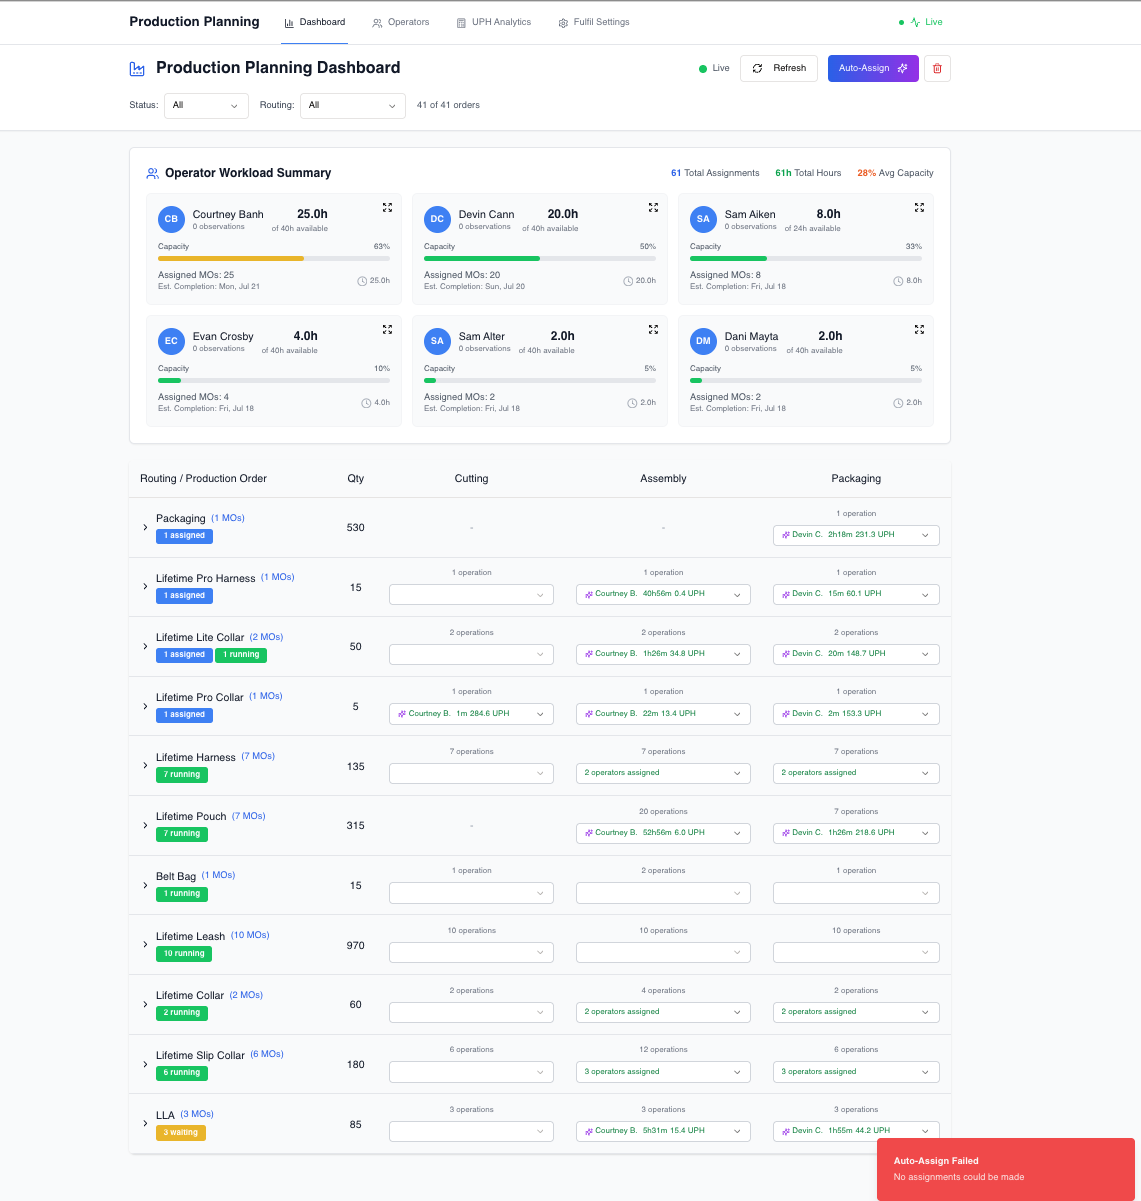 Production Planning
Dashboard
Operators
UPH Analytics
Fulfil Settings
Live
Production Planning Dashboard
Live
Refresh
Auto-Assign
Status:
All
Routing:
All
41 of 41 orders
Operator Workload Summary
61 Total Assignments
61h Total Hours
28% Avg Capacity
CB
Courtney Banh
0 observations
25.0h
of 40h available
Capacity
63%
Assigned MOs: 25
Est. Completion: Mon, Jul 21
25.0h
DC
Devin Cann
0 observations
20.0h
of 40h available
Capacity
50%
Assigned MOs: 20
Est. Completion: Sun, Jul 20
20.0h
SA
Sam Aiken
0 observations
8.0h
of 24h available
Capacity
33%
Assigned MOs: 8
Est. Completion: Fri, Jul 18
8.0h
EC
Evan Crosby
0 observations
4.0h
of 40h available
Capacity
10%
Assigned MOs: 4
Est. Completion: Fri, Jul 18
4.0h
SA
Sam Alter
0 observations
2.0h
of 40h available
Capacity
5%
Assigned MOs: 2
Est. Completion: Fri, Jul 18
2.0h
DM
Dani Mayta
0 observations
2.0h
of 40h available
Capacity
5%
Assigned MOs: 2
Est. Completion: Fri, Jul 18
2.0h
Routing / Production Order Qty Cutting Assembly Packaging
Packaging (1 MOs)
1 assigned
530
-
-
1 operation
Devin C. 2h18m 231.3 UPH
Lifetime Pro Harness (1 MOs)
1 assigned
15
1 operation
1 operation
Courtney B. 40h56m 0.4 UPH
1 operation
Devin C. 15m 60.1 UPH
Lifetime Lite Collar (2 MOs)
1 assigned
1 running
50
2 operations
2 operations
Courtney B. 1h26m 34.8 UPH
2 operations
Devin C. 20m 148.7 UPH
Lifetime Pro Collar (1 MOs)
1 assigned
5
1 operation
Courtney B. 1m 284.6 UPH
1 operation
Courtney B. 22m 13.4 UPH
1 operation
Devin C. 2m 153.3 UPH
Lifetime Harness (7 MOs)
7 running
135
7 operations
7 operations
2 operators assigned
7 operations
2 operators assigned
Lifetime Pouch (7 MOs)
7 running
315
-
20 operations
Courtney B. 52h56m 6.0 UPH
7 operations
Devin C. 1h26m 218.6 UPH
Belt Bag (1 MOs)
1 running
15
1 operation
2 operations
1 operation
Lifetime Leash (10 MOs)
10 running
970
10 operations
10 operations
10 operations
Lifetime Collar (2 MOs)
2 running
60
2 operations
4 operations
2 operators assigned
2 operations
2 operators assigned
Lifetime Slip Collar (6 MOs)
6 running
180
6 operations
12 operations
3 operators assigned
6 operations
3 operators assigned
LLA (3 MOs)
3 waiting
85
3 operations
3 operations
Courtney B. 5h31m 15.4 UPH
3 operations
Devin C. 1h55m 44.2 UPH
Auto-Assign Failed
No assignments could be made